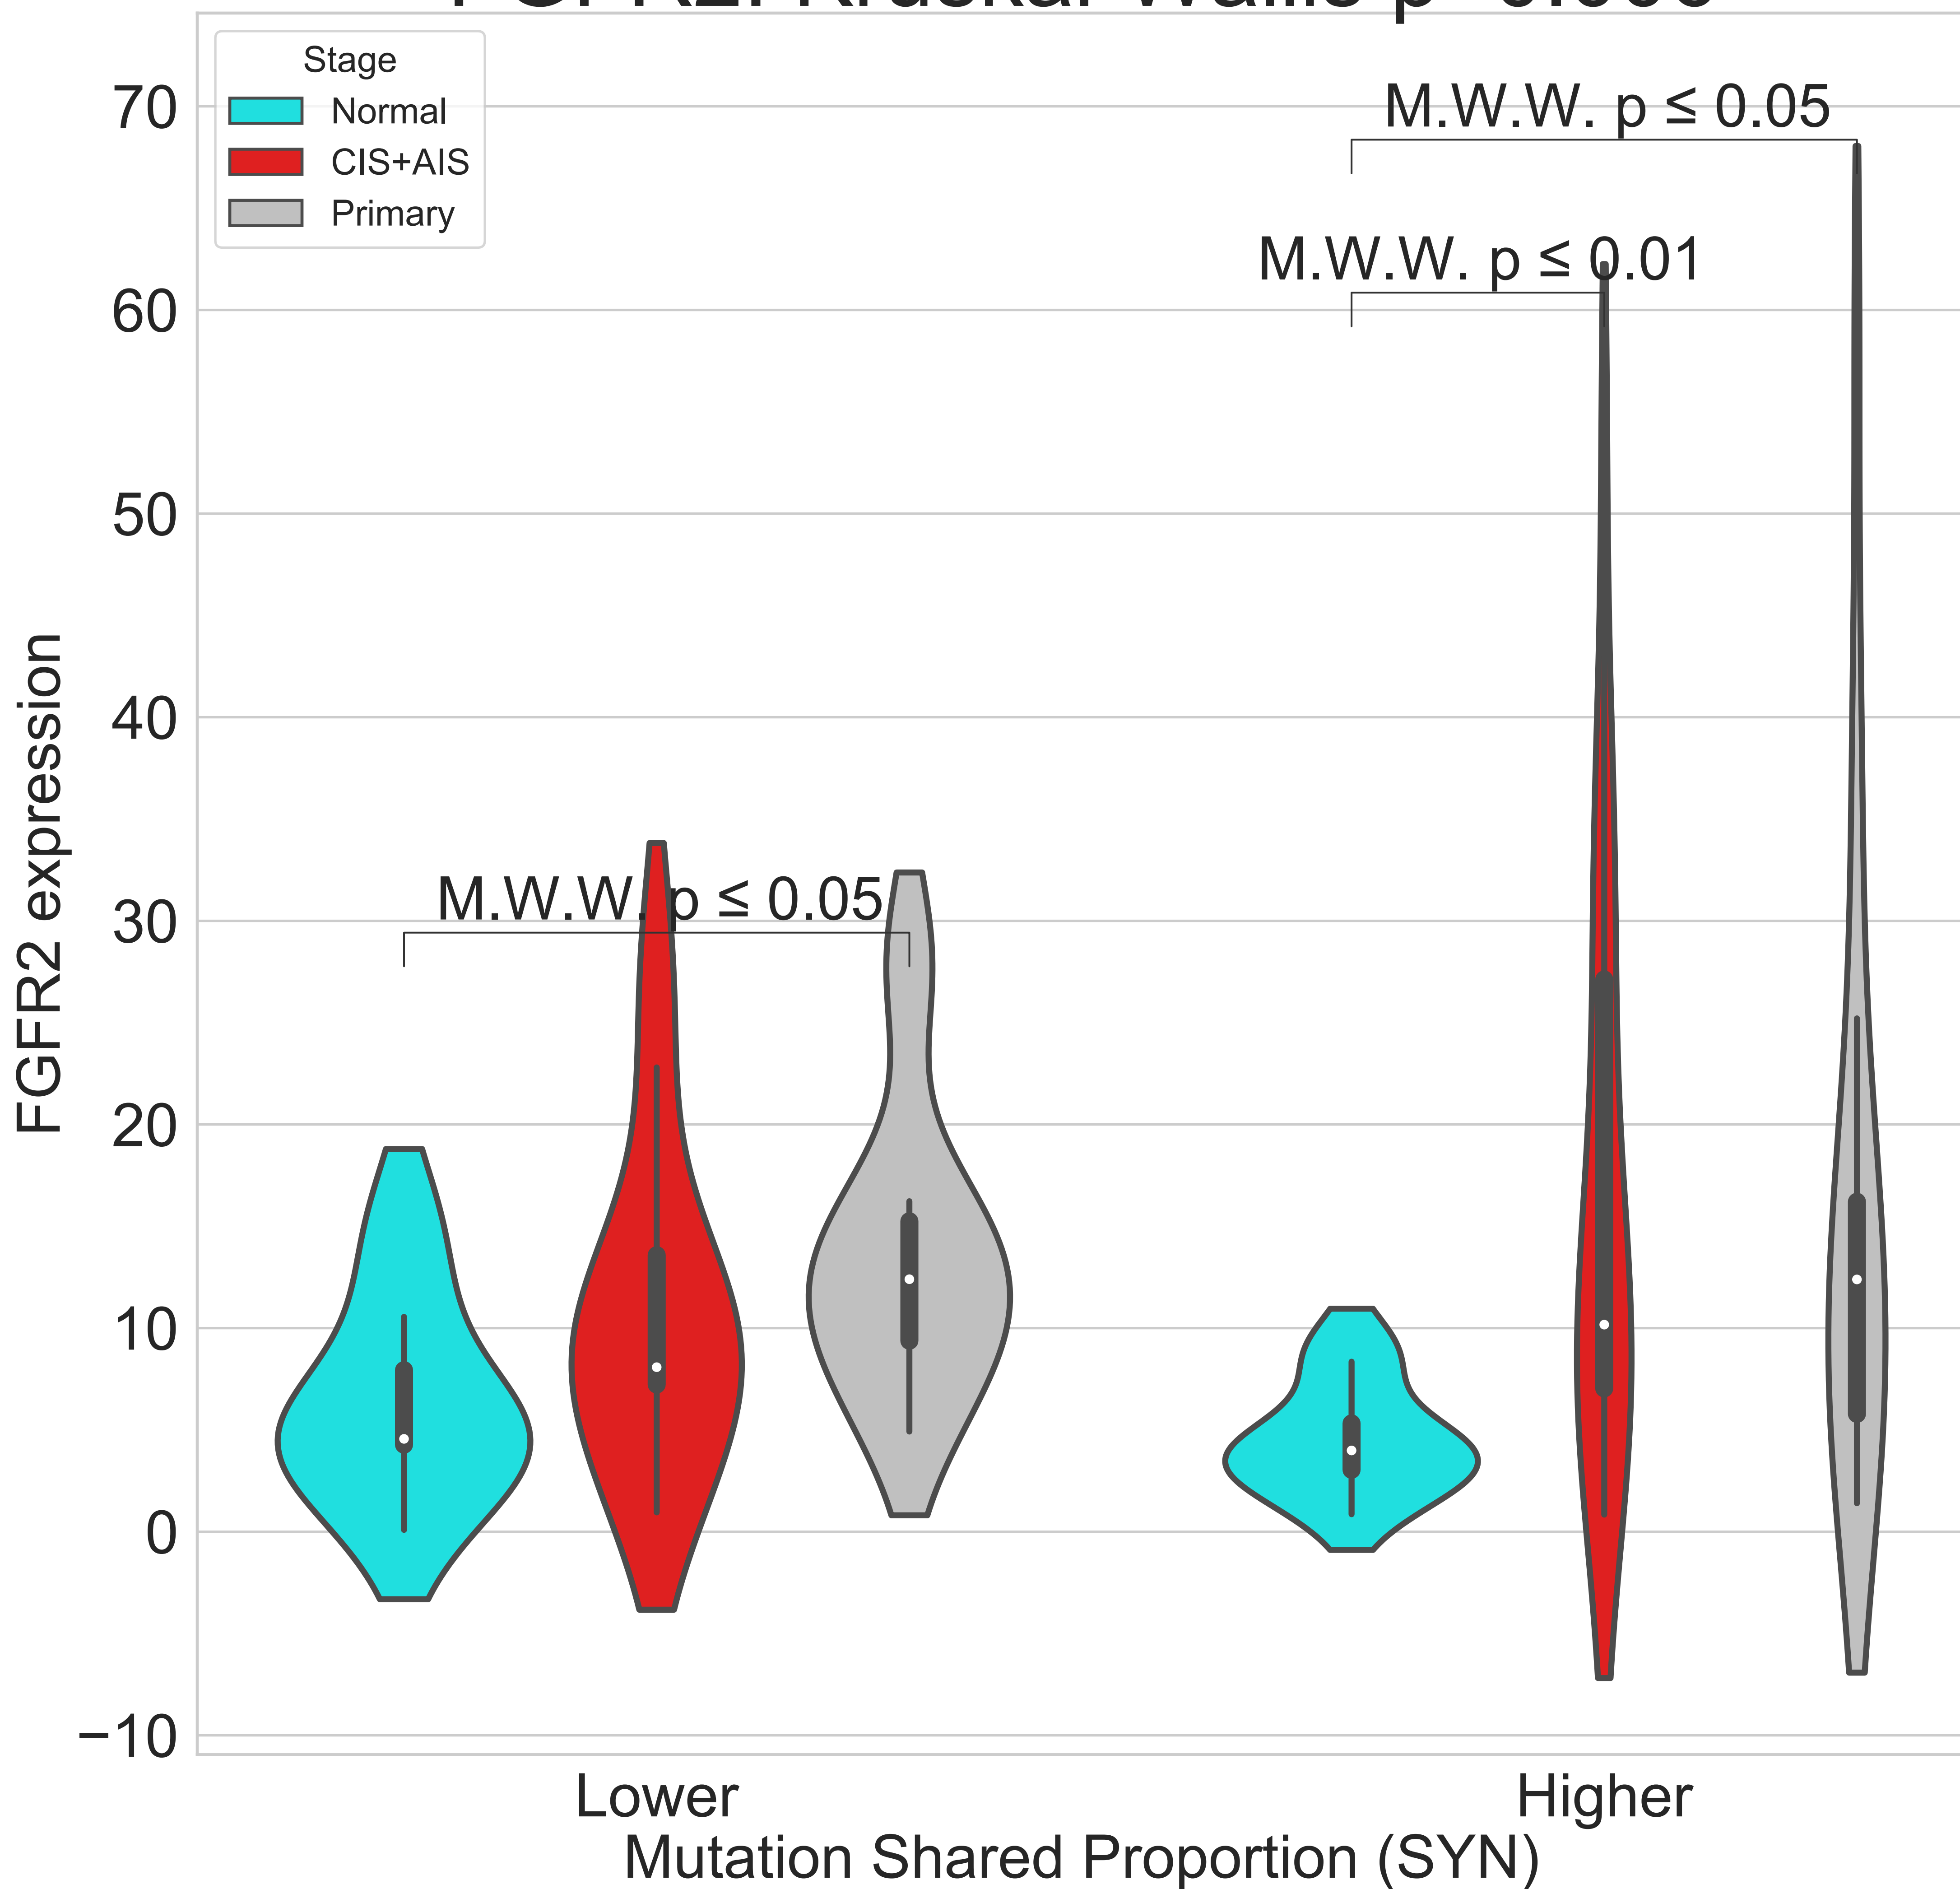 Stage
Normal
CIS+AIS
Primary
M.W.W. p ≤ 0.05
M.W.W. p ≤ 0.01
M.W.W. p ≤ 0.05
70
60
50
40
30
20
10
0
−10
FGFR2 expression
Lower
Higher
Mutation Shared Proportion (SYN)